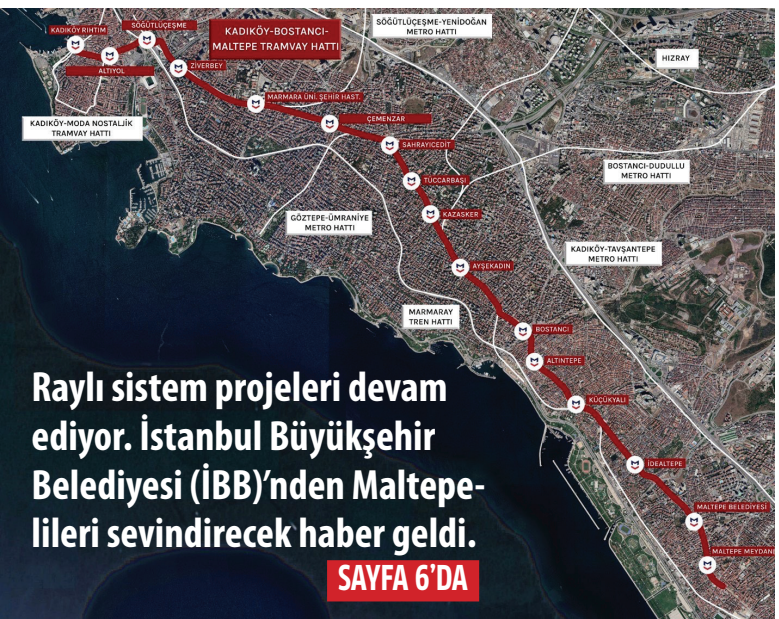 SÖĞÜTLÜÇEŞME-YENİDOĞAN
METRO HATTI
KADIKÖY-BOSTANCI-
MALTEPE TRAMVAY HATTI
SÖĞÜTLÜÇEŞME
KADIKÖY RIHTIM
ALTIYOL
ZİVERBEY
HIZRAY
MARMARA ÜNİ. ŞEHİR HAST.
ÇEMENZAR
KADIKÖY-MODA NOSTALJİK
TRAMVAY HATTI
SAHRAYICEDİT
BOSTANCI-DUDULLU
METRO HATTI
TÜCCARBAŞI
KAZASKER
GÖZTEPE-ÜMRANİYE
METRO HATTI
KADIKÖY-TAVŞANTEPE
METRO HATTI
AYŞEKADIN
MARMARAY
TREN HATTI
BOSTANCI
ALTINTEPE
KÜÇÜKYALI
İDEALTEPE
MALTEPE BELEDİYESİ
MALTEPE MEYDAN
Raylı sistem projeleri devam
ediyor. İstanbul Büyükşehir
Belediyesi (İBB)’nden Maltepe-
lileri sevindirecek haber geldi.
SAYFA 6’DA